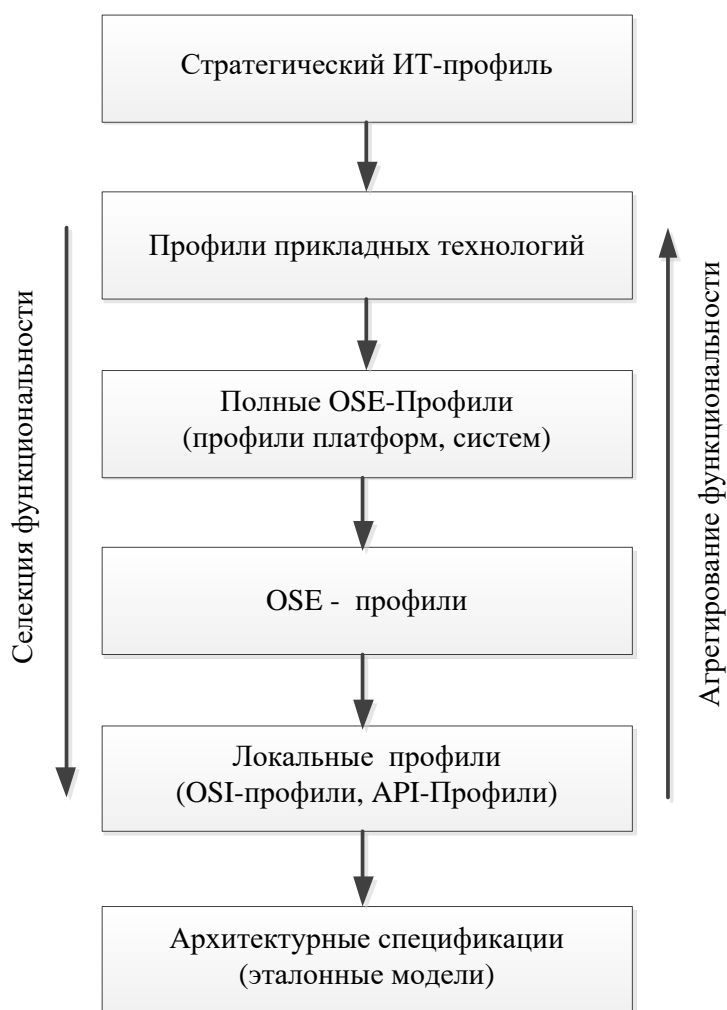 Стратегический ИТ-профиль
Профили прикладных технологий
Полные OSE-Профили
(профили платформ, систем)
OSE - профили
Локальные профили
(OSI-профили, API-Профили)
Архитектурные спецификации
(эталонные модели)
Селекция функциональности
Агрегирование функциональности